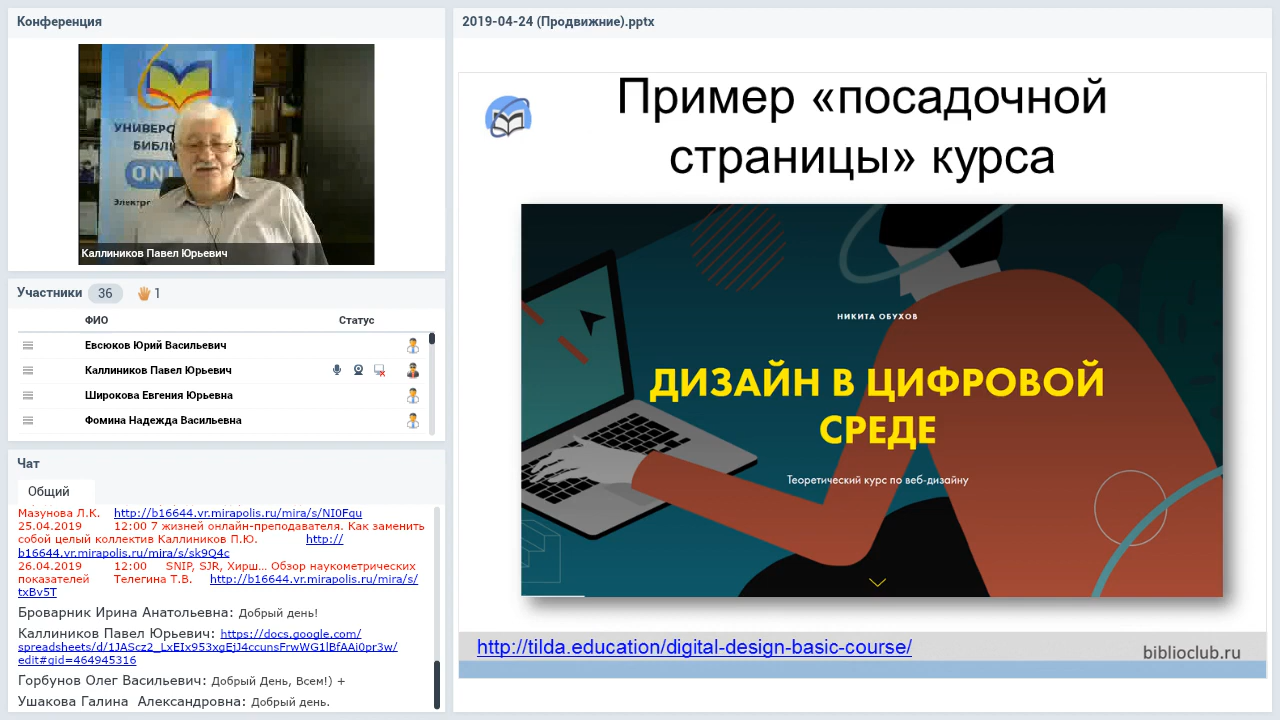 Конференция
УНИВЕРС
БИБЛИ
ONL
Электро
Каллиников Павел Юрьевич
Участники 36 1
ФИО Статус
Евсюков Юрий Васильевич
Каллиников Павел Юрьевич
Широкова Евгения Юрьевна
Фомина Надежда Васильевна
Чат
Общий
Мазунова Л.К. http://b16644.vr.mirapolis.ru/mira/s/NI0Fgu
25.04.2019 12:00 7 жизней онлайн-преподавателя. Как заменить
собой целый коллектив Каллиников П.Ю. http://
b16644.vr.mirapolis.ru/mira/s/sk9Q4c
26.04.2019 12:00 SNIP, SJR, Хирш... Обзор наукометрических
показателей Телегина Т.В. http://b16644.vr.mirapolis.ru/mira/s/
txBv5T
Броварник Ирина Анатольевна: Добрый день!
Каллиников Павел Юрьевич: https://docs.google.com/
spreadsheets/d/1JAScz2_LxEIx953xgEjJ4ccunsFrwWG1lBfAAi0pr3w/
edit#gid=464945316
Горбунов Олег Васильевич: Добрый День, Всем!) +
Ушакова Галина Александровна: Добрый день.
2019-04-24 (Продвижние).pptx
Пример «посадочной
страницы» курса
НИКИТА ОБУХОВ
ДИЗАЙН В ЦИФРОВОЙ
СРЕДЕ
Теоретический курс по веб-дизайну
http://tilda.education/digital-design-basic-course/
biblioclub.ru